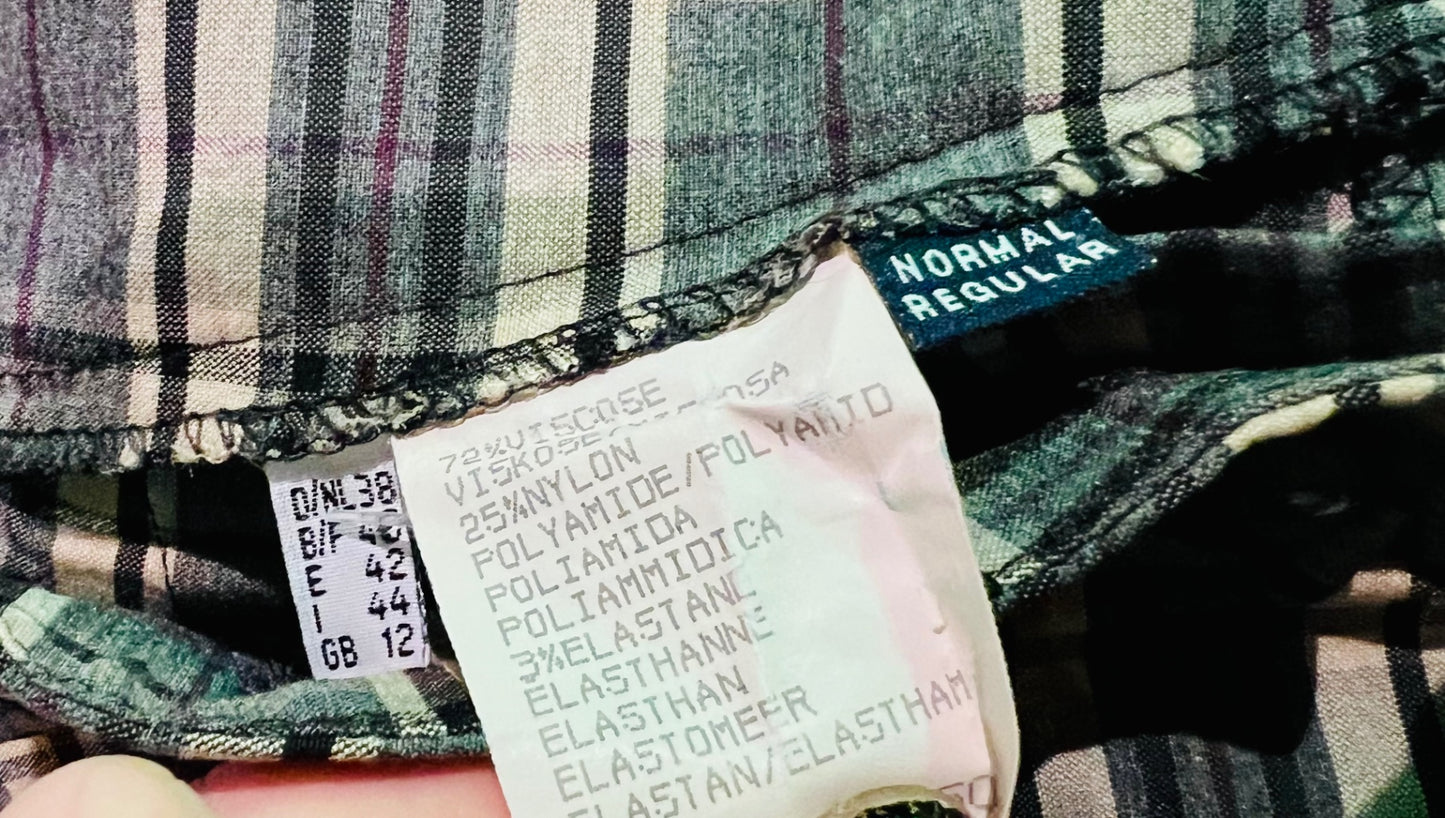 NORMAL
REGULAR
D/NL 38
B/F
E 42
I 44
GB 12
72%VISCOSE
25%NYLON
POLYAMIDE/POLYAMID
POLIAMIDA
POLIAMMIDICA
3%ELASTANE
ELASTHANNE
ELASTHAN
ELASTOMEER
ELASTAN/ELASTHAM